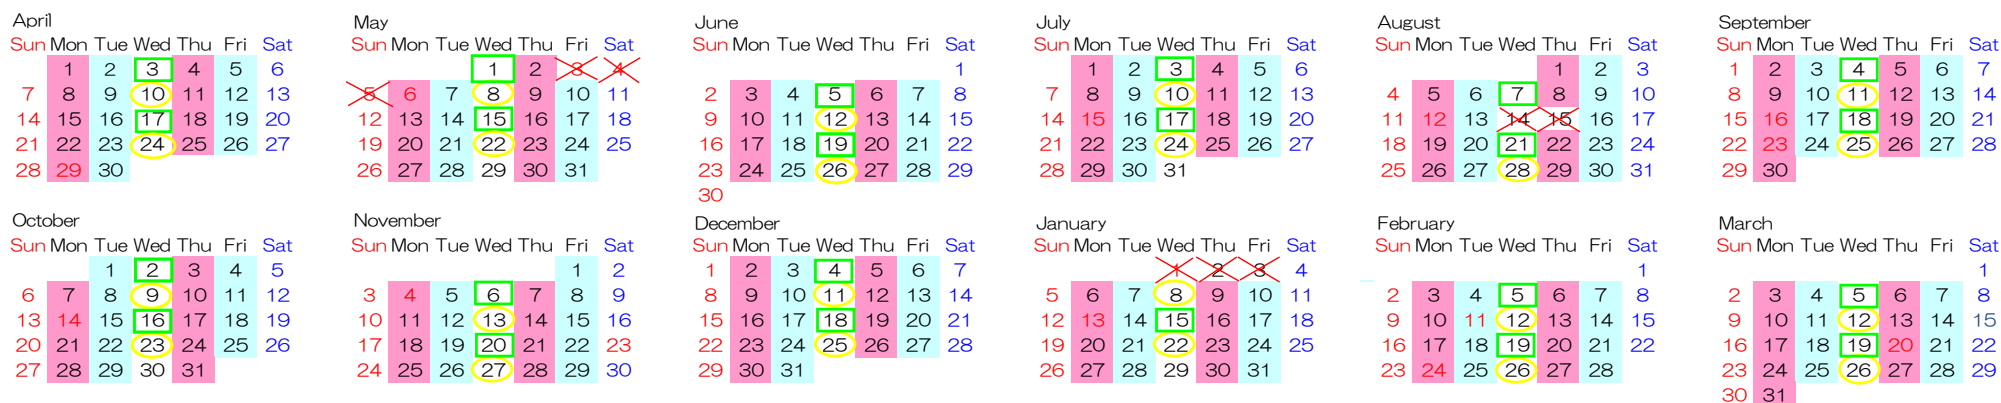 April
Sun Mon Tue Wed Thu Fri Sat
1 2 3 4 5 6
7 8 9 10 11 12 13
14 15 16 17 18 19 20
21 22 23 24 25 26 27
28 29 30
May
Sun Mon Tue Wed Thu Fri Sat
1 2 3 4
5 6 7 8 9 10 11
12 13 14 15 16 17 18
19 20 21 22 23 24 25
26 27 28 29 30 31
June
Sun Mon Tue Wed Thu Fri Sat
1
2 3 4 5 6 7 8
9 10 11 12 13 14 15
16 17 18 19 20 21 22
23 24 25 26 27 28 29
30
July
Sun Mon Tue Wed Thu Fri Sat
1 2 3 4 5 6
7 8 9 10 11 12 13
14 15 16 17 18 19 20
21 22 23 24 25 26 27
28 29 30 31
August
Sun Mon Tue Wed Thu Fri Sat
1 2 3
4 5 6 7 8 9 10
11 12 13 14 15 16 17
18 19 20 21 22 23 24
25 26 27 28 29 30 31
September
Sun Mon Tue Wed Thu Fri Sat
1 2 3 4 5 6 7
8 9 10 11 12 13 14
15 16 17 18 19 20 21
22 23 24 25 26 27 28
29 30
October
Sun Mon Tue Wed Thu Fri Sat
1 2 3 4 5
6 7 8 9 10 11 12
13 14 15 16 17 18 19
20 21 22 23 24 25 26
27 28 29 30 31
November
Sun Mon Tue Wed Thu Fri Sat
1 2
3 4 5 6 7 8 9
10 11 12 13 14 15 16
17 18 19 20 21 22 23
24 25 26 27 28 29 30
December
Sun Mon Tue Wed Thu Fri Sat
1 2 3 4 5 6 7
8 9 10 11 12 13 14
15 16 17 18 19 20 21
22 23 24 25 26 27 28
29 30 31
January
Sun Mon Tue Wed Thu Fri Sat
1 2 3 4
5 6 7 8 9 10 11
12 13 14 15 16 17 18
19 20 21 22 23 24 25
26 27 28 29 30 31
February
Sun Mon Tue Wed Thu Fri Sat
1
2 3 4 5 6 7 8
9 10 11 12 13 14 15
16 17 18 19 20 21 22
23 24 25 26 27 28
March
Sun Mon Tue Wed Thu Fri Sat
1
2 3 4 5 6 7 8
9 10 11 12 13 14 15
16 17 18 19 20 21 22
23 24 25 26 27 28 29
30 31